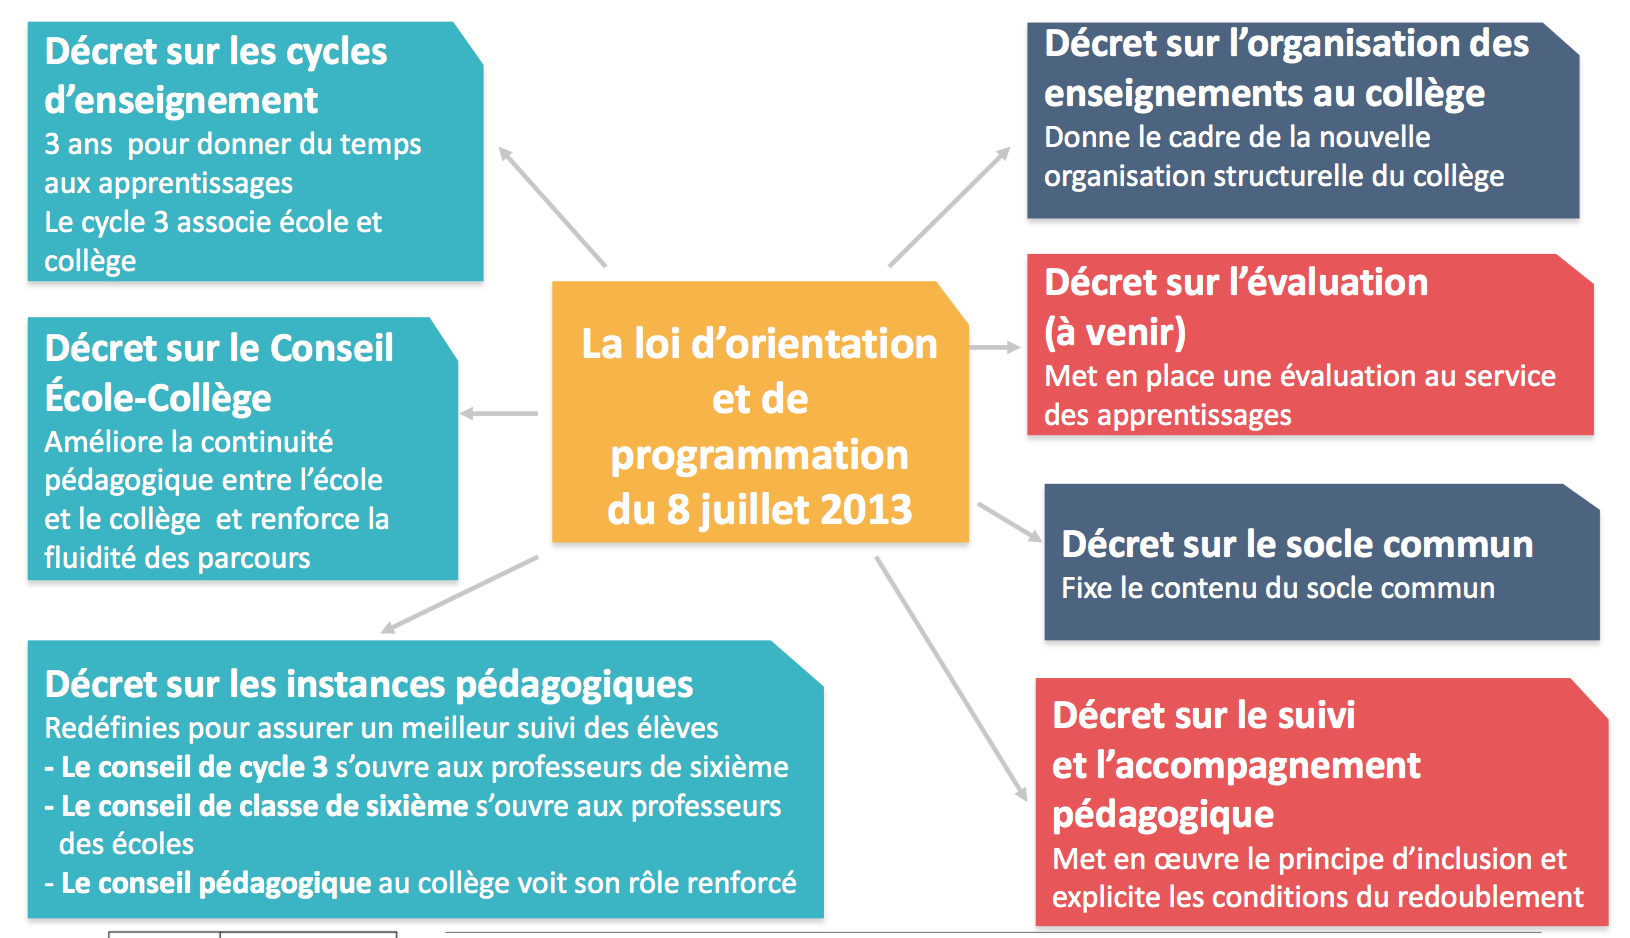 Décret sur les cycles
d’enseignement
3 ans  pour donner du temps
aux apprentissages
Le cycle 3 associe école et
collège
Décret sur le Conseil
École-Collège
Améliore la continuité
pédagogique entre l’école
et le collège  et renforce la
fluidité des parcours
Décret sur les instances pédagogiques
Redéfinies pour assurer un meilleur suivi des élèves
- Le conseil de cycle 3 s’ouvre aux professeurs de sixième
- Le conseil de classe de sixième s’ouvre aux professeurs
des écoles
- Le conseil pédagogique au collège voit son rôle renforcé
La loi d’orientation
et de
programmation
du 8 juillet 2013
Décret sur l’organisation des
enseignements au collège
Donne le cadre de la nouvelle
organisation structurelle du collège
Décret sur l’évaluation
(à venir)
Met en place une évaluation au service
des apprentissages
Décret sur le socle commun
Fixe le contenu du socle commun
Décret sur le suivi
et l’accompagnement
pédagogique
Met en œuvre le principe d’inclusion et
explicite les conditions du redoublement